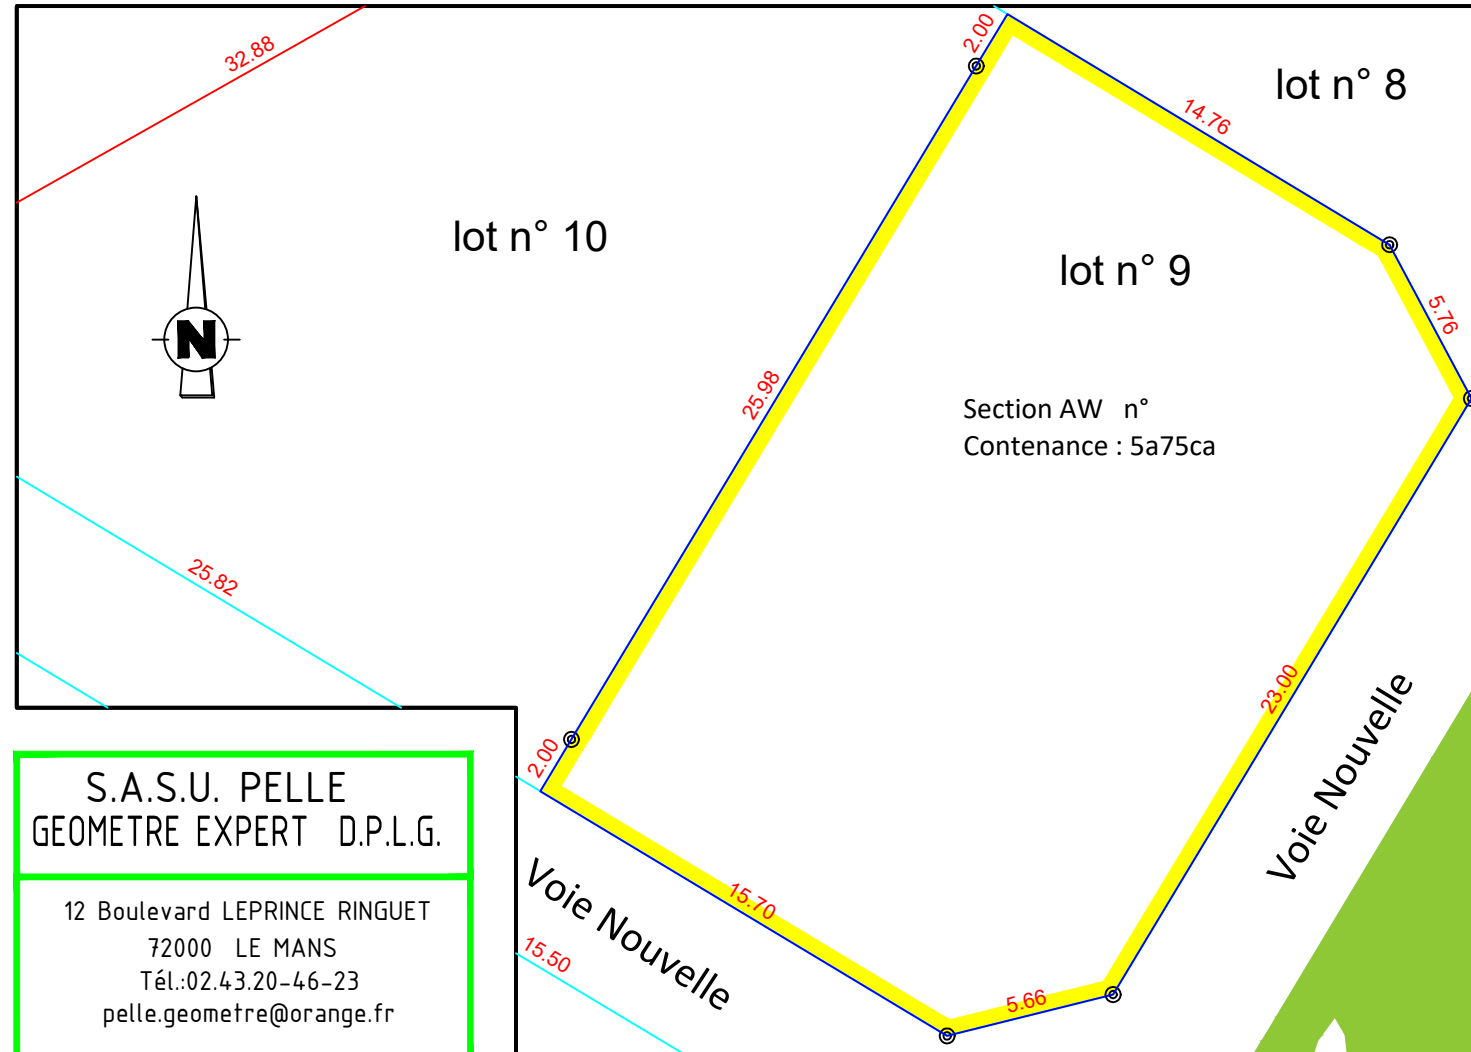 2.00
32.88
lot n° 8
14.76
lot n° 10
lot n° 9
5.76
N
25.98
Section AW n°
Contenance : 5a75ca
25.82
23.00
Voie Nouvelle
2.00
S.A.S.U. PELLE
GEOMETRE EXPERT D.P.L.G.
15.70
Voie Nouvelle
12 Boulevard LEPRINCE RINGUET
72000 LE MANS
Tél.:02.43.20-46-23
pelle.geometre@orange.fr
15.50
5.66